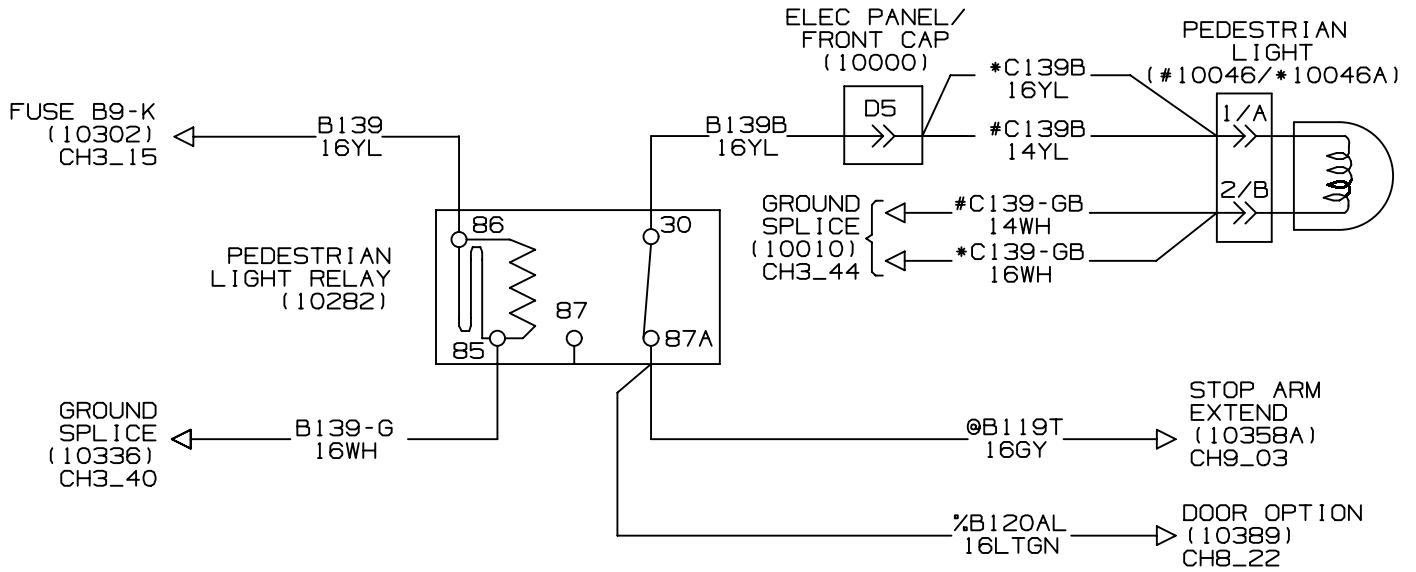 ELEC PANEL/
FRONT CAP
(10000)
D5
PEDESTRIAN
LIGHT
(#10046/*10046A)
*C139B
16YL
#C139B
14YL
1/A
2/B
FUSE B9-K
(10302)
CH3_15
B139
16YL
B139B
16YL
GROUND
SPLICE
(10010)
CH3_44
#C139-GB
14WH
*C139-GB
16WH
PEDESTRIAN
LIGHT RELAY
(10282)
86
30
87
85
87A
GROUND
SPLICE
(10336)
CH3_40
B139-G
16WH
@B119T
16GY
STOP ARM
EXTEND
(10358A)
CH9_03
%B120AL
16LTGN
DOOR OPTION
(10389)
CH8_22